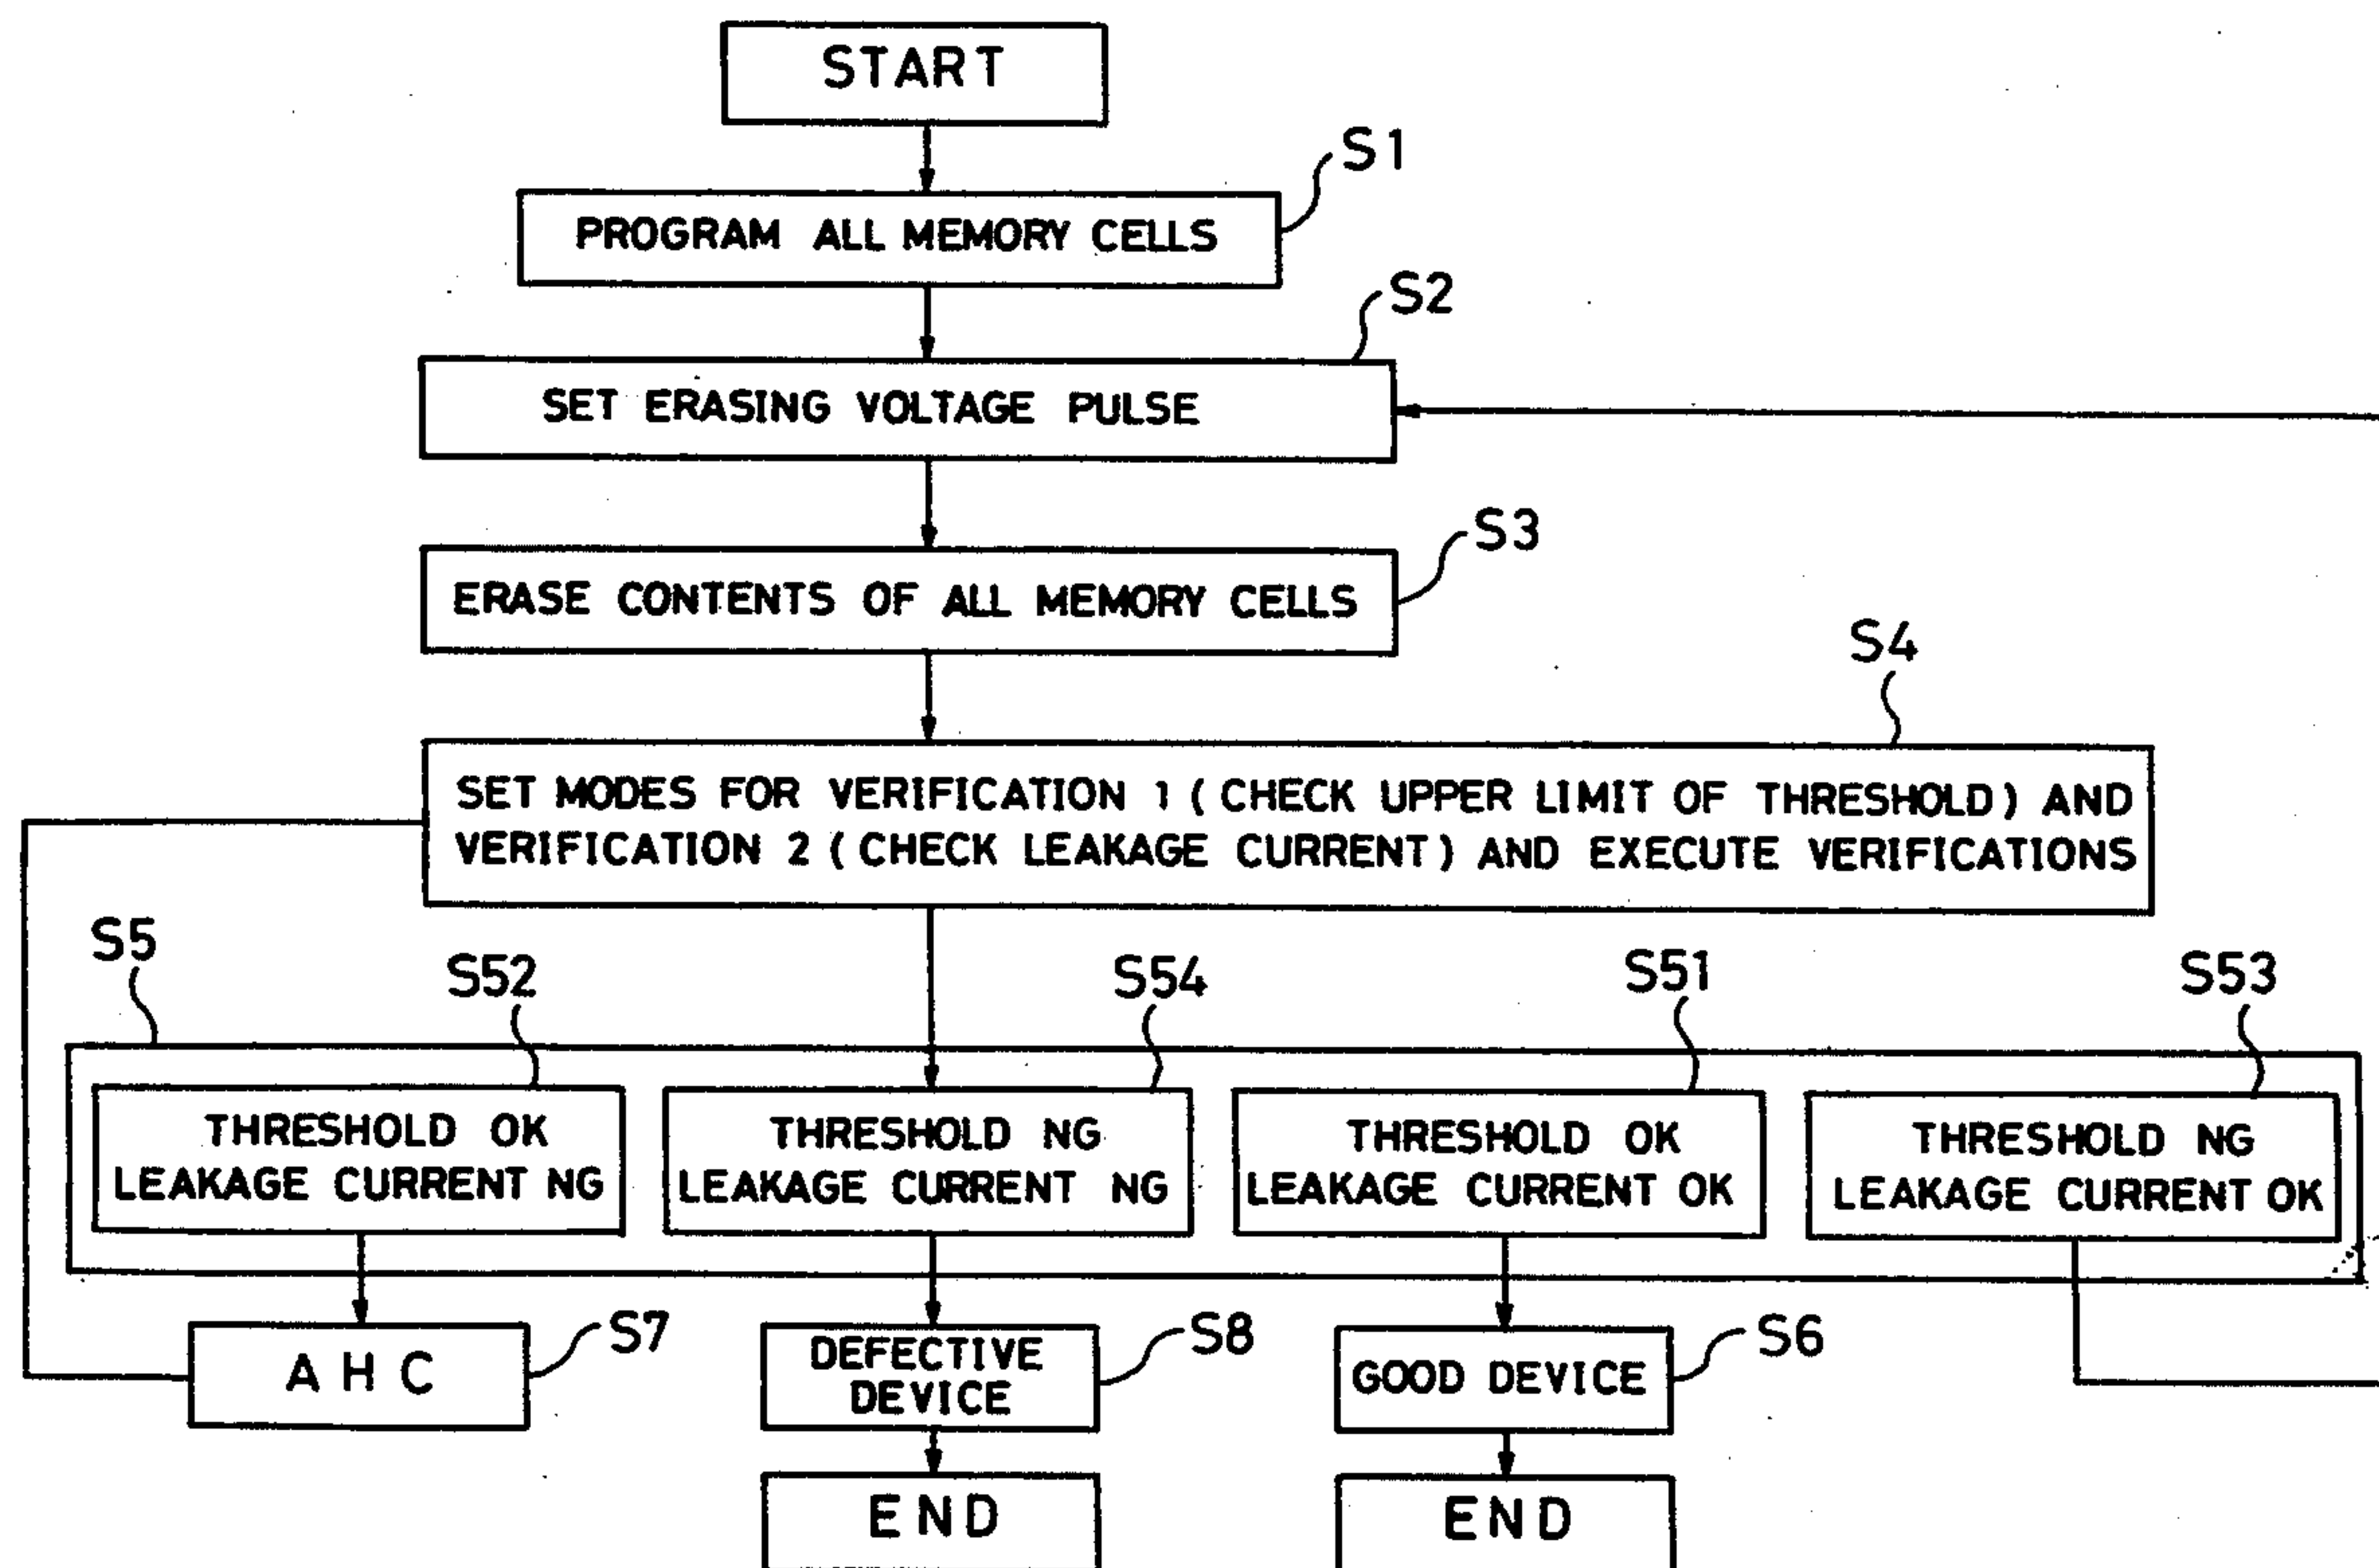 START
S1
PROGRAM ALL MEMORY CELLS
S2
SET ERASING VOLTAGE PULSE
S3
ERASE CONTENTS OF ALL MEMORY CELLS
S4
SET MODES FOR VERIFICATION 1 (CHECK UPPER LIMIT OF THRESHOLD) AND
VERIFICATION 2 (CHECK LEAKAGE CURRENT) AND EXECUTE VERIFICATIONS
S5
S52
S54
S51
S53
THRESHOLD OK
LEAKAGE CURRENT NG
THRESHOLD NG
LEAKAGE CURRENT NG
THRESHOLD OK
LEAKAGE CURRENT OK
THRESHOLD NG
LEAKAGE CURRENT OK
AHC
S7
DEFECTIVE
DEVICE
S8
GOOD DEVICE
S6
END
END